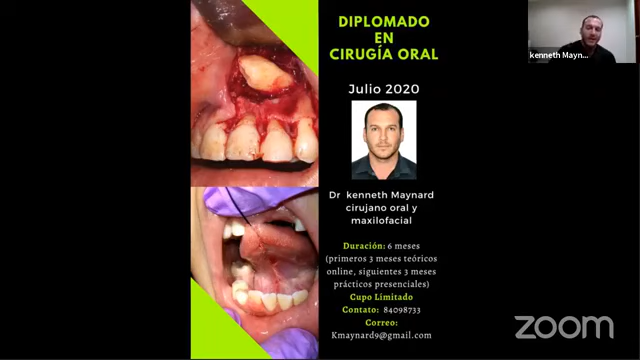 DIPLOMADO
EN
CIRUGÍA ORAL
Julio 2020
Dr kenneth Maynard
cirujano oral y
maxilofacial
Duración: 6 meses
(primeros 3 meses teóricos
online, siguientes 3 meses
prácticos presenciales)
Cupo Límitado
Contato: 84098733
Correo:
Kmaynard9@gmail.com
kenneth Mayn...
zoom